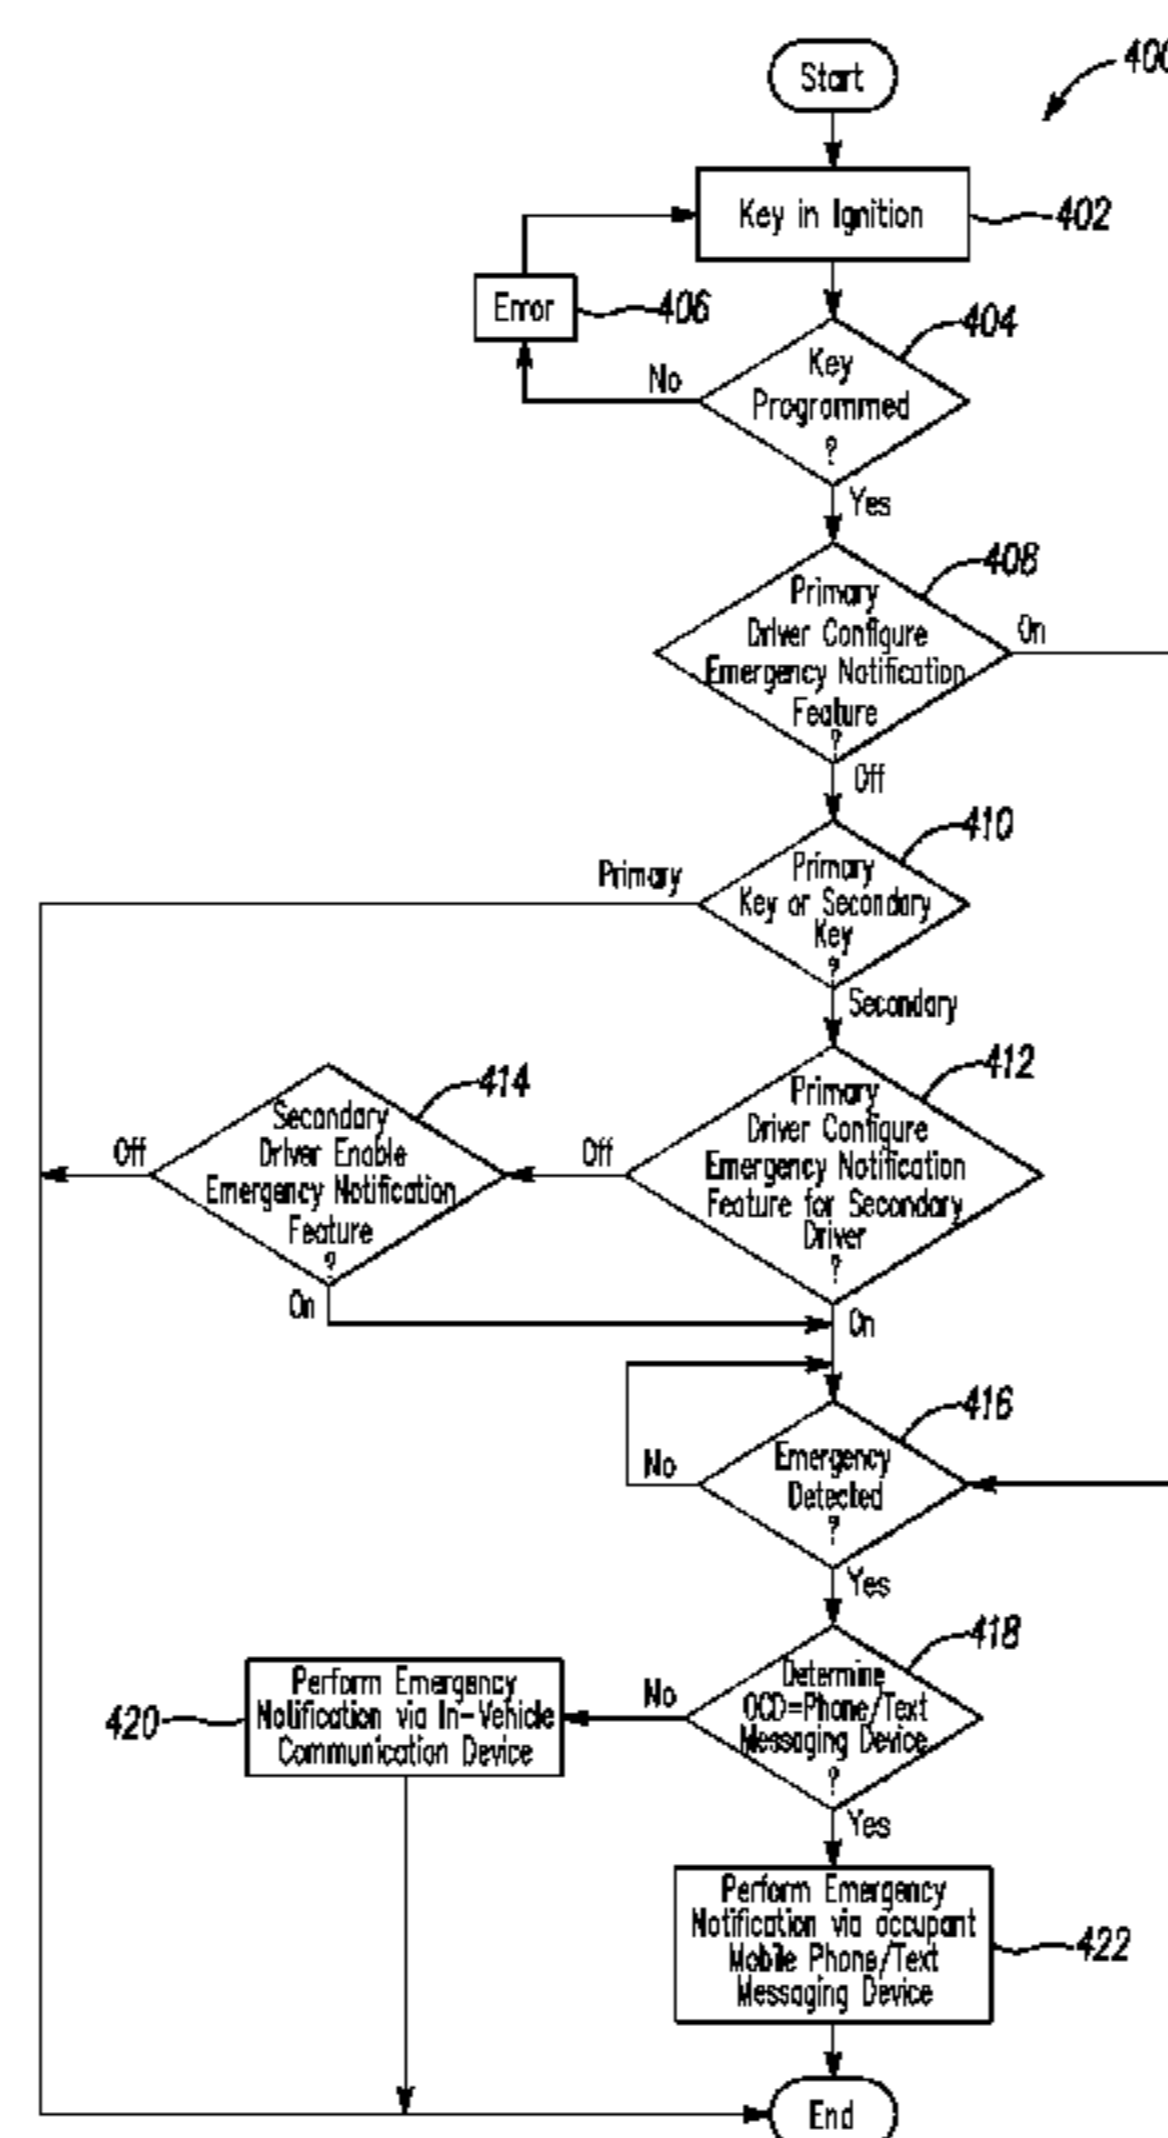 Start
400
Key in Ignition
402
Error
406
404
Key
Programmed
?
No
Yes
408
Primary
Driver Configure
Emergency Notification
Feature
?
On
Off
410
Primary
Key or Secondary
Key
?
Primary
Secondary
412
Primary
Driver Configure
Emergency Notification
Feature for Secondary
Driver
?
Off
414
Secondary
Driver Enable
Emergency Notification
Feature
?
Off
On
On
416
Emergency
Detected
?
No
Yes
418
Determine
OCD=Phone/Text
Messaging Device
?
No
420
Perform Emergency
Notification via In-Vehicle
Communication Device
Yes
Perform Emergency
Notification via occupant
Mobile Phone/Text
Messaging Device
422
End